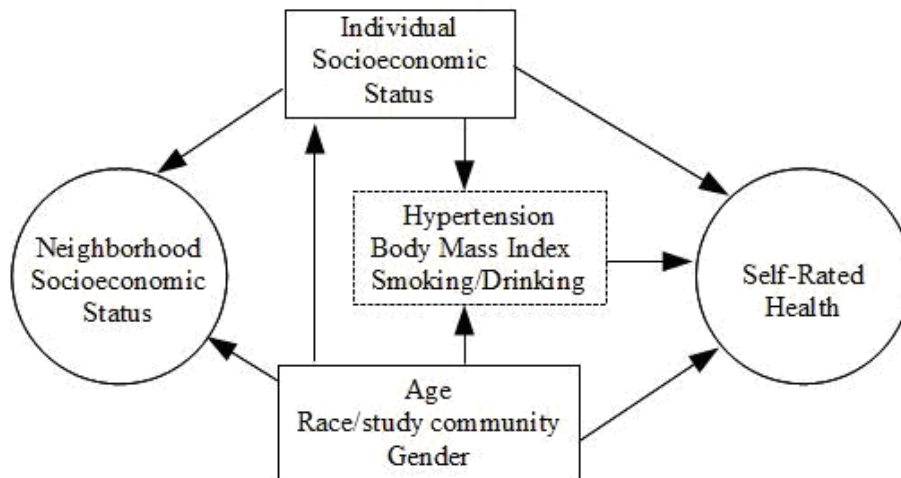 Individual
Socioeconomic
Status
Neighborhood
Socioeconomic
Status
Hypertension
Body Mass Index
Smoking/Drinking
Self-Rated
Health
Age
Race/study community
Gender